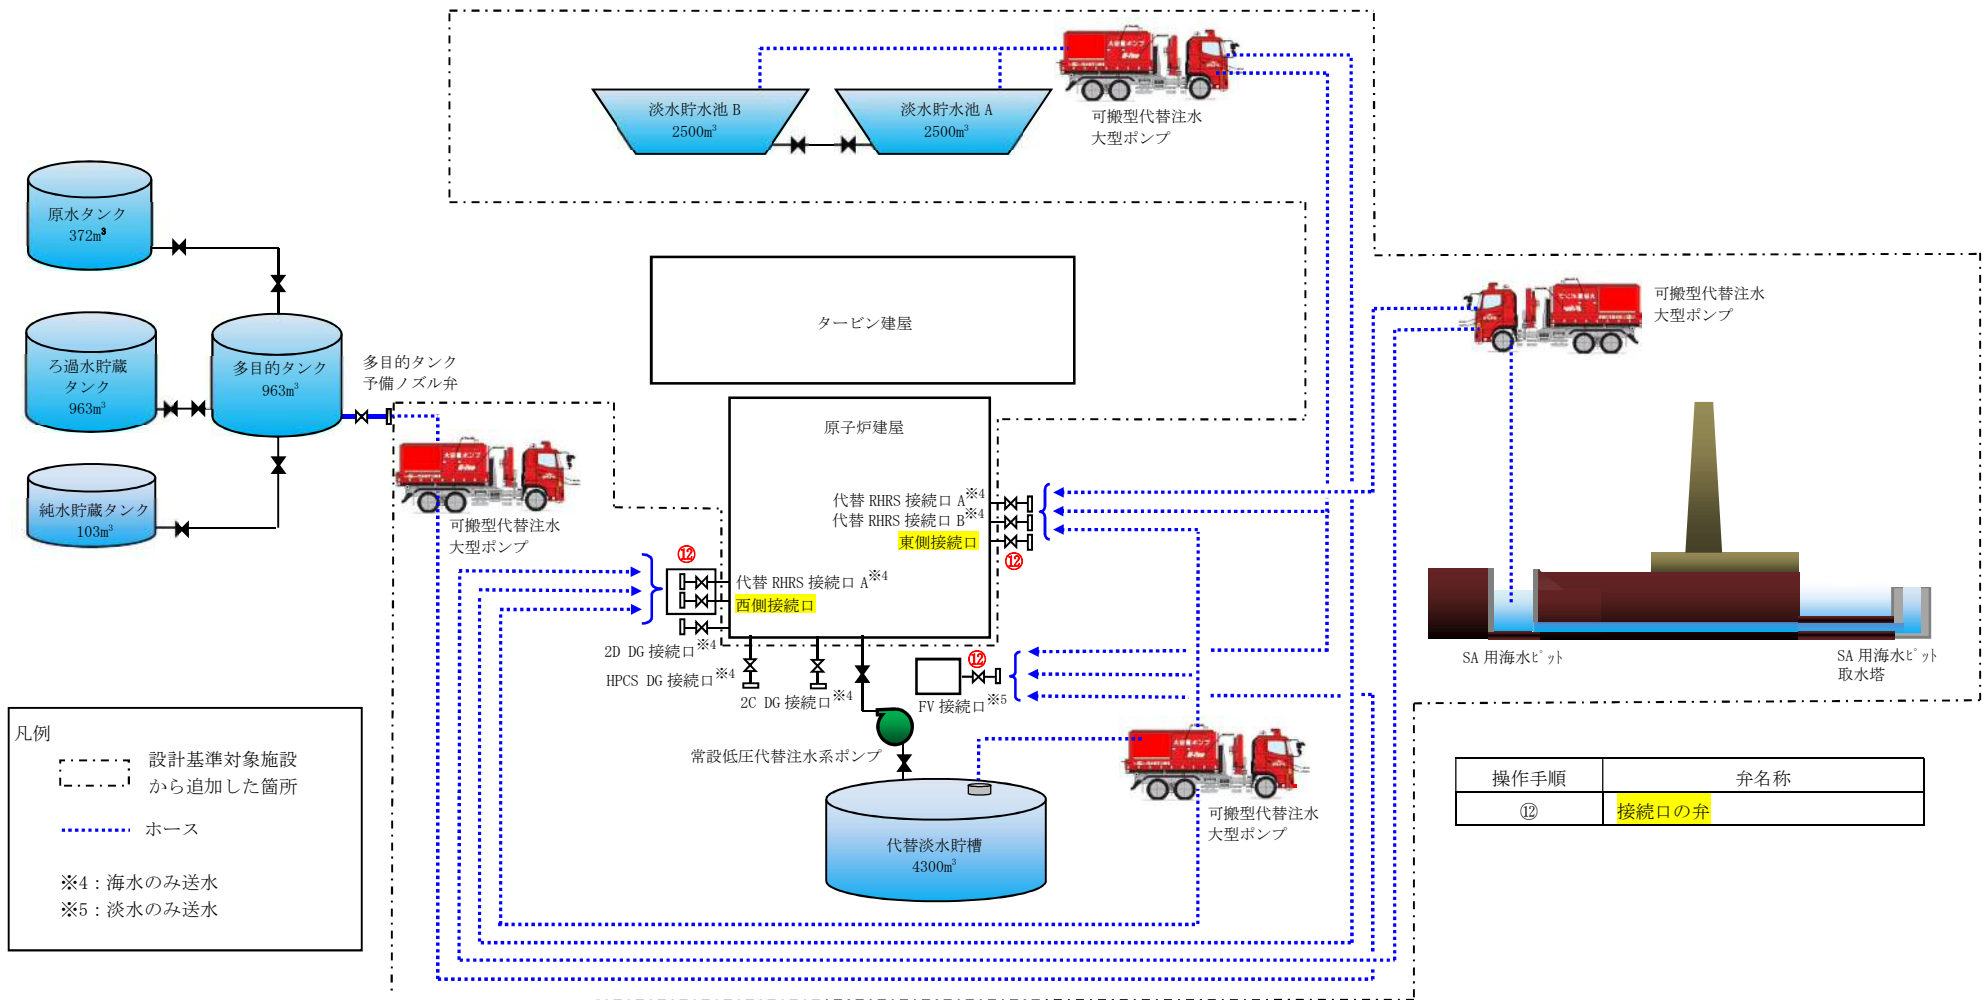 淡水貯水池 B
2500m³
淡水貯水池 A
2500m³
可搬型代替注水
大型ポンプ
原水タンク
372m³
ろ過水貯蔵
タンク
963m³
多目的タンク
963m³
純水貯蔵タンク
103m³
多目的タンク
予備ノズル弁
可搬型代替注水
大型ポンプ
タービン建屋
原子炉建屋
可搬型代替注水
大型ポンプ
代替 RHRS 接続口 A※4
代替 RHRS 接続口 B※4
東側接続口
⑫
⑫
代替 RHRS 接続口 A※4
西側接続口
2D DG 接続口※4
HPCS DG 接続口※4
2C DG 接続口※4
⑫
FV 接続口※5
常設低圧代替注水系ポンプ
代替淡水貯槽
4300m³
可搬型代替注水
大型ポンプ
SA 用海水ﾋﾟｯﾄ
SA 用海水ﾋﾟｯﾄ
取水塔
凡例
設計基準対象施設
から追加した箇所
ホース
※4：海水のみ送水
※5：淡水のみ送水
操作手順 弁名称
⑫ 接続口の弁